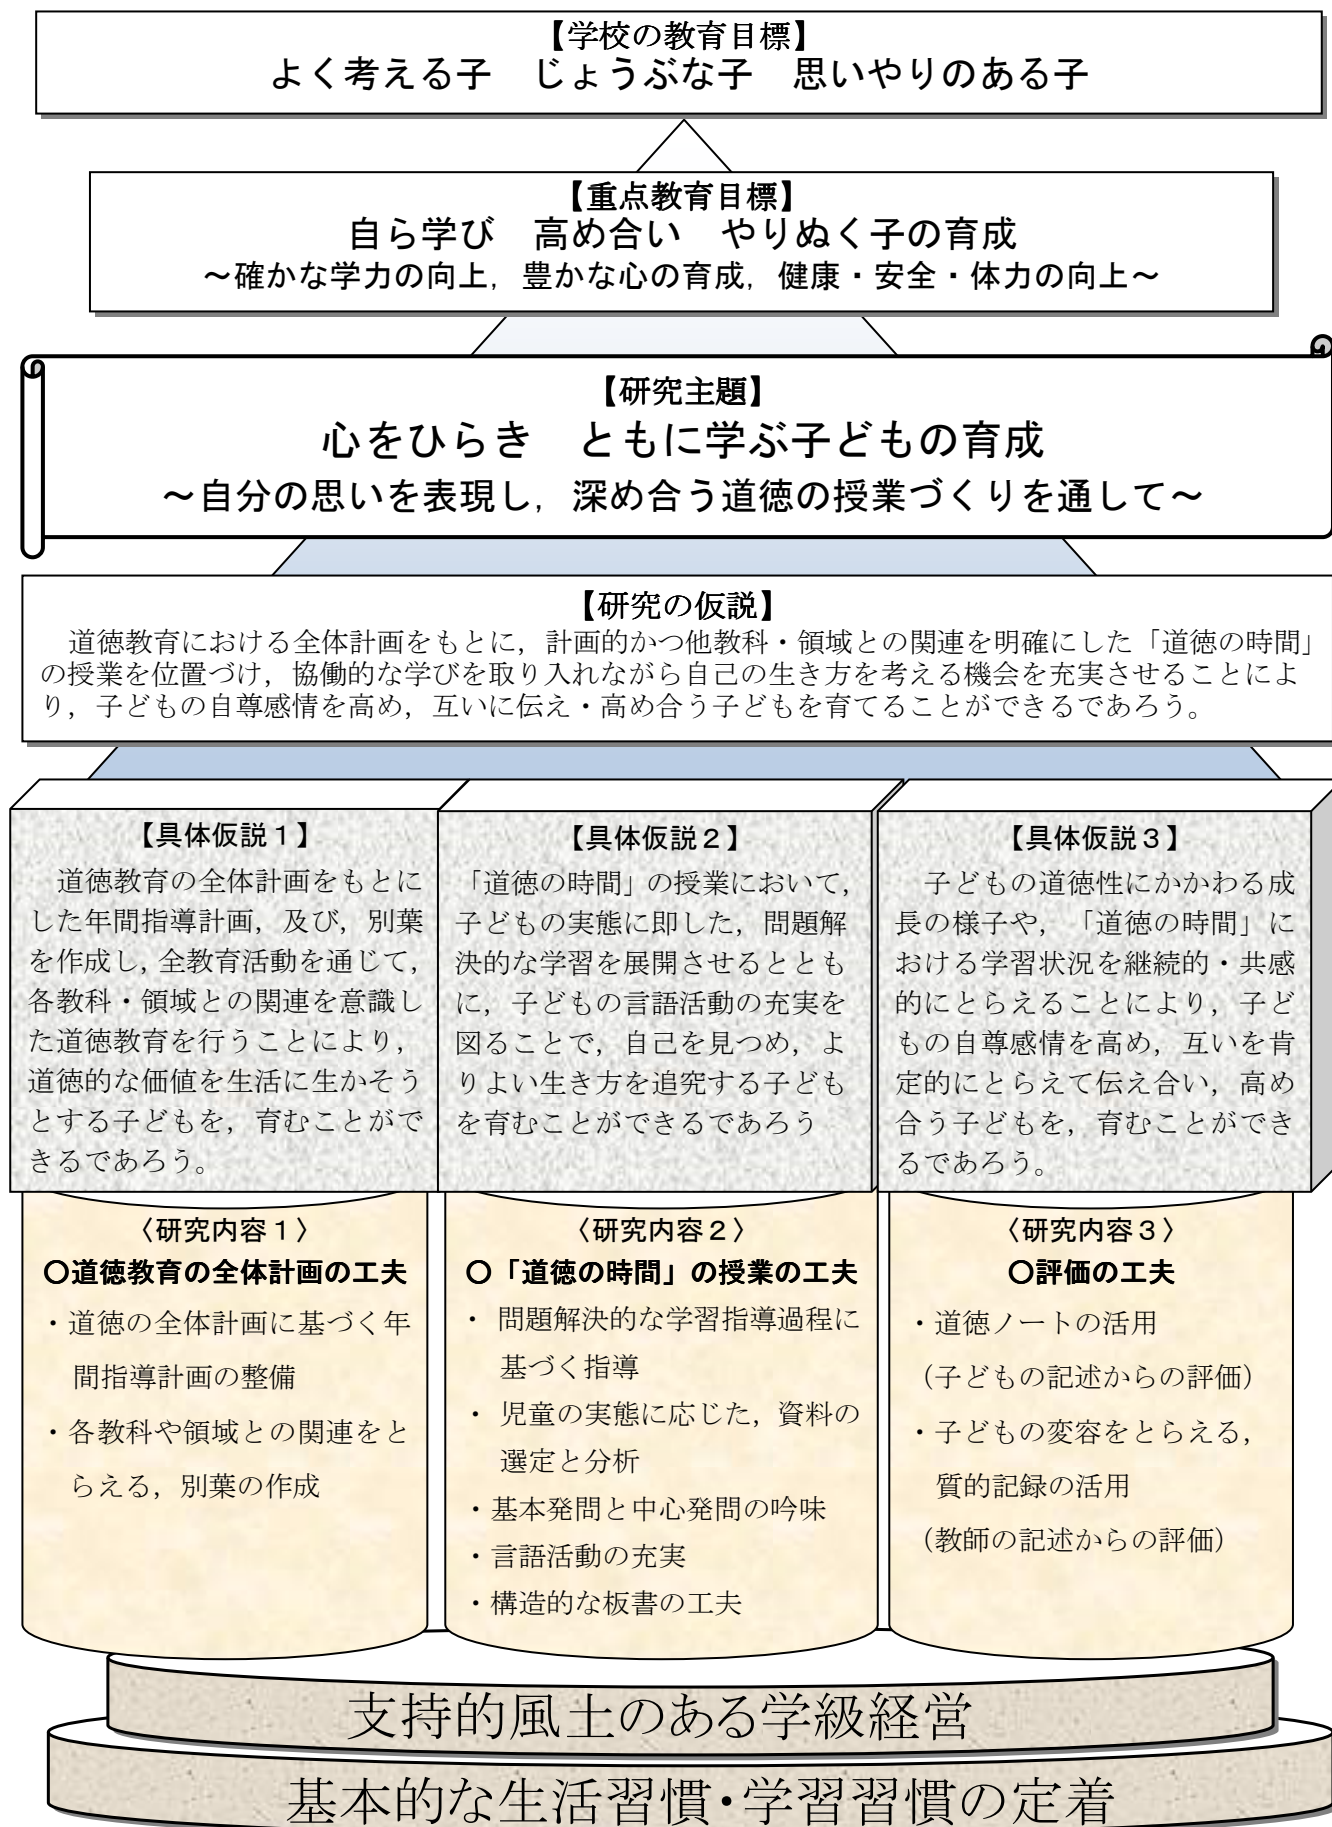 【学校の教育目標】
よく考える子　じょうぶな子　思いやりのある子
【重点教育目標】
自ら学び　高め合い　やりぬく子の育成
～確かな学力の向上，豊かな心の育成，健康・安全・体力の向上～
【研究主題】
心をひらき　ともに学ぶ子どもの育成
～自分の思いを表現し，深め合う道徳の授業づくりを通して～
【研究の仮説】
　道徳教育における全体計画をもとに，計画的かつ他教科・領域との関連を明確にした「道徳の時間」
の授業を位置づけ，協働的な学びを取り入れながら自己の生き方を考える機会を充実させることによ
り，子どもの自尊感情を高め，互いに伝え・高め合う子どもを育てることができるであろう。
【具体仮説１】
　道徳教育の全体計画をもとに
した年間指導計画，及び，別葉
を作成し，全教育活動を通じて，
各教科・領域との関連を意識し
た道徳教育を行うことにより，
道徳的な価値を生活に生かそう
とする子どもを，育むことがで
きるであろう。
【具体仮説２】
「道徳の時間」の授業において，
子どもの実態に即した，問題解
決的な学習を展開させるととも
に，子どもの言語活動の充実を
図ることで，自己を見つめ，よ
りよい生き方を追究する子ども
を育むことができるであろう
【具体仮説３】
　子どもの道徳性にかかわる成
長の様子や，「道徳の時間」に
おける学習状況を継続的・共感
的にとらえることにより，子ど
もの自尊感情を高め，互いを肯
定的にとらえて伝え合い，高め
合う子どもを，育むことができ
るであろう。
〈研究内容１〉
○道徳教育の全体計画の工夫
・道徳の全体計画に基づく年
間指導計画の整備
・各教科や領域との関連をと
らえる，別葉の作成
〈研究内容２〉
○「道徳の時間」の授業の工夫
・ 問題解決的な学習指導過程に
基づく指導
・ 児童の実態に応じた，資料の
選定と分析
・基本発問と中心発問の吟味
・言語活動の充実
・構造的な板書の工夫
〈研究内容３〉
○評価の工夫
・道徳ノートの活用
（子どもの記述からの評価）
・子どもの変容をとらえる，
質的記録の活用
（教師の記述からの評価）
支持的風土のある学級経営
基本的な生活習慣・学習習慣の定着